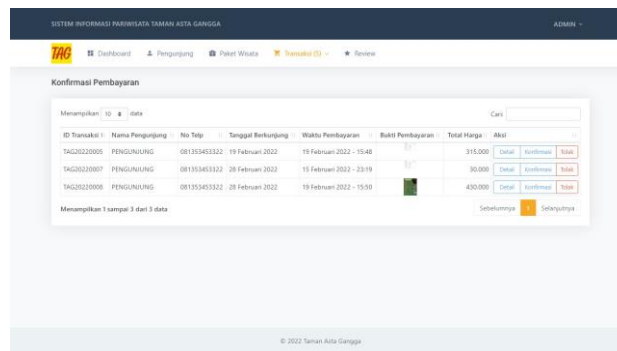 SISTEM INFORMASI PARIWISATA TAMAN ASTA GANGGA ADMIN
TAG Dashboard Pengunjung Paket Wisata Transaksi (5) Review
Konfirmasi Pembayaran
Menampilkan 10 data Cari:
ID Transaksi Nama Pengunjung No Telp Tanggal Berkunjung Waktu Pembayaran Bukti Pembayaran Total Harga Aksi
TAG20220005 PENGUNJUNG 081353453322 19 Februari 2022 19 Februari 2022 - 15:48 315.000 Detail Konfirmasi Tolak
TAG20220007 PENGUNJUNG 081353453322 28 Februari 2022 15 Februari 2022 - 23:19 30.000 Detail Konfirmasi Tolak
TAG20220008 PENGUNJUNG 081353453322 28 Februari 2022 19 Februari 2022 - 15:50 430.000 Detail Konfirmasi Tolak
Menampilkan 1 sampai 3 dari 3 data Sebelumnya 1 Selanjutnya
© 2022 Taman Asta Gangga